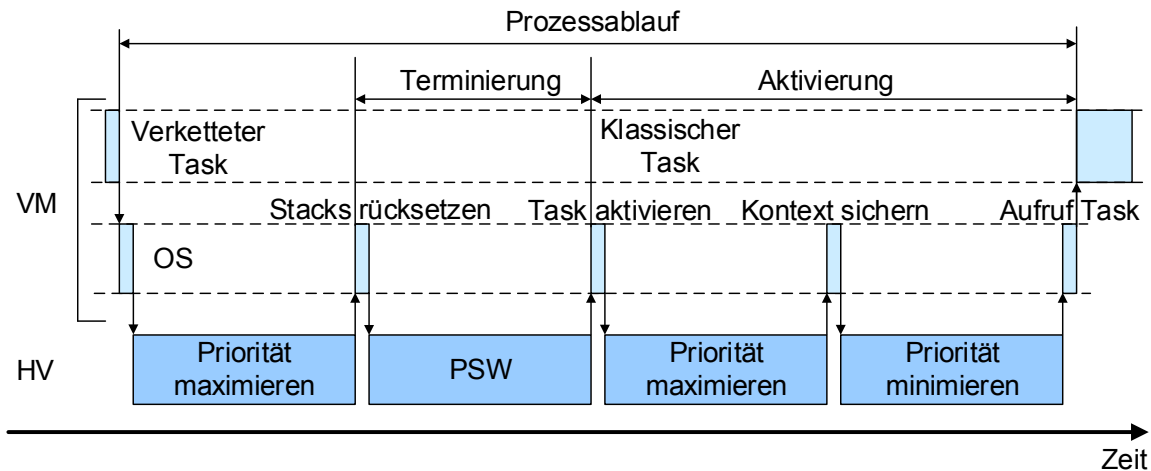 Prozessablauf
Terminierung
Aktivierung
Verketteter
Task
Klassischer
Task
VM
Stacks rücksetzen
Task aktivieren
Kontext sichern
Aufruf Task
OS
HV
Priorität
maximieren
PSW
Priorität
maximieren
Priorität
minimieren
Zeit